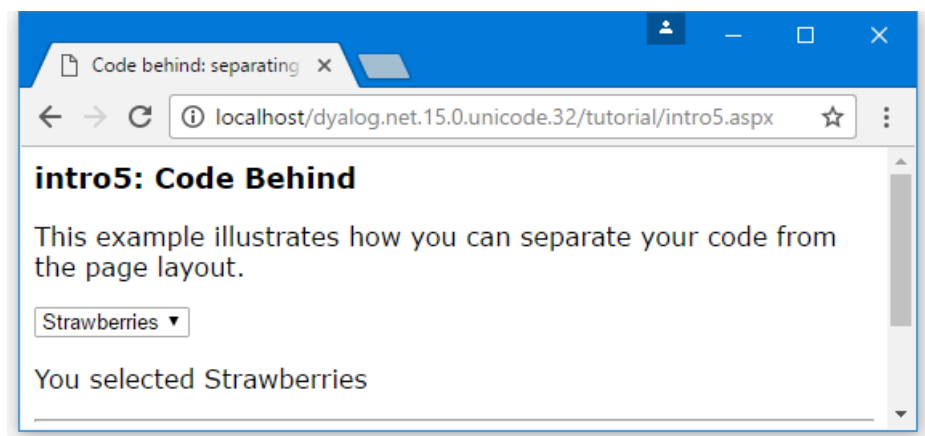 Code behind: separating
localhost/dyalog.net.15.0.unicode.32/tutorial/intro5.aspx
intro5: Code Behind
This example illustrates how you can separate your code from
the page layout.
Strawberries
You selected Strawberries